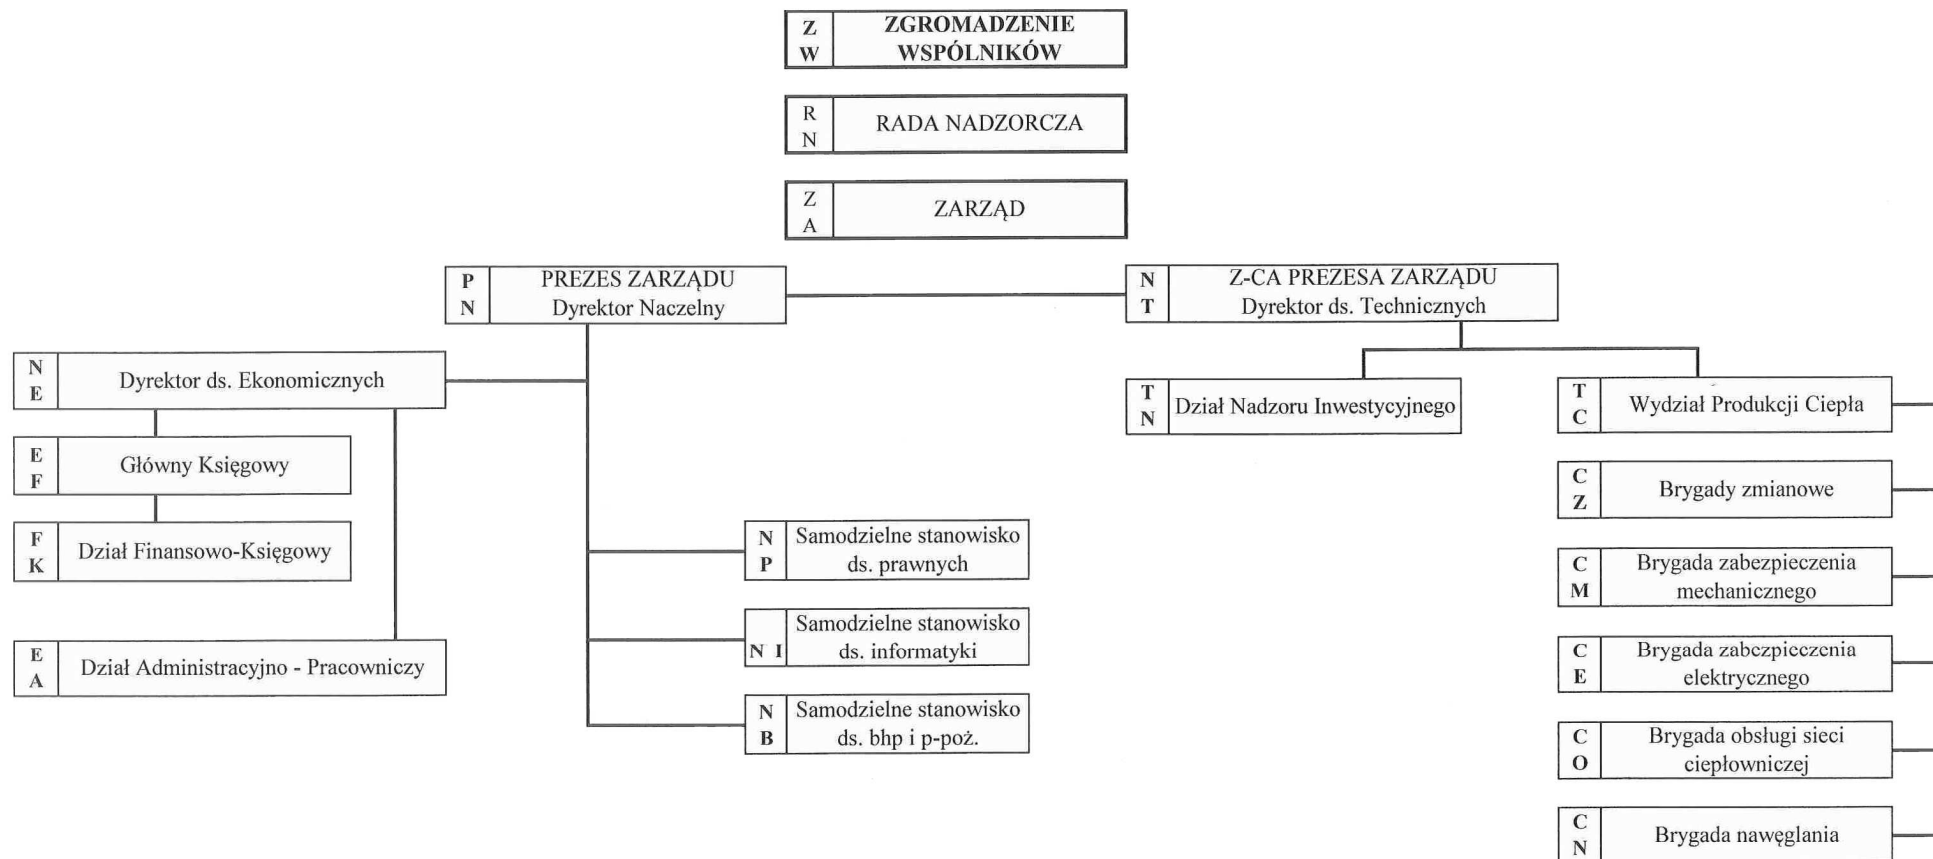 Z W ZGROMADZENIE
WSPÓLNIKÓW
R N RADA NADZORCZA
Z A ZARZĄD
P N PREZES ZARZĄDU
Dyrektor Naczelny
N T Z-CA PREZESA ZARZĄDU
Dyrektor ds. Technicznych
N E Dyrektor ds. Ekonomicznych
E F Główny Księgowy
F K Dział Finansowo-Księgowy
E A Dział Administracyjno - Pracowniczy
N P Samodzielne stanowisko
ds. prawnych
N I Samodzielne stanowisko
ds. informatyki
N B Samodzielne stanowisko
ds. bhp i p-poż.
T N Dział Nadzoru Inwestycyjnego
T C Wydział Produkcji Ciepła
C Z Brygady zmianowe
C M Brygada zabezpieczenia
mechanicznego
C E Brygada zabezpieczenia
elektrycznego
C O Brygada obsługi sieci
ciepłowniczej
C N Brygada nawęglania